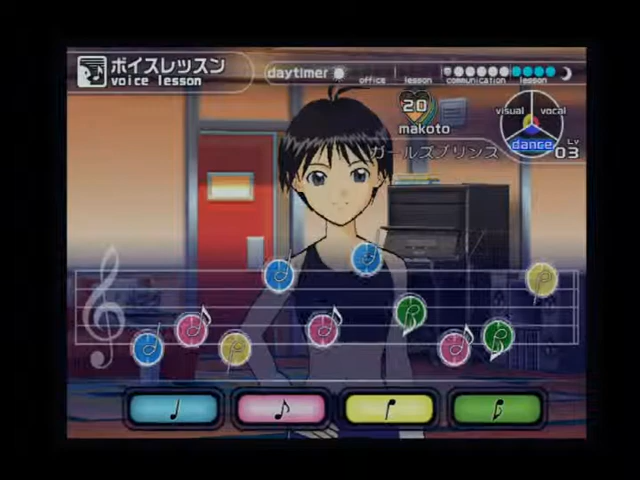 ボイスレッスン
voice lesson
daytimer
office lesson communication lesson
20
makoto
visual vocal
dance
Lv
03
ガールズプリンス